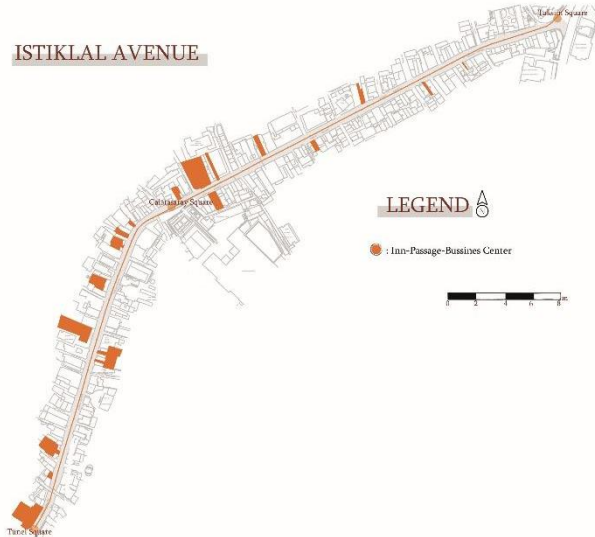 Taksim Square
ISTIKLAL AVENUE
Galatasaray Square
LEGEND
: Inn-Passage-Bussines Center
0 2 4 6 8
Tunel Square